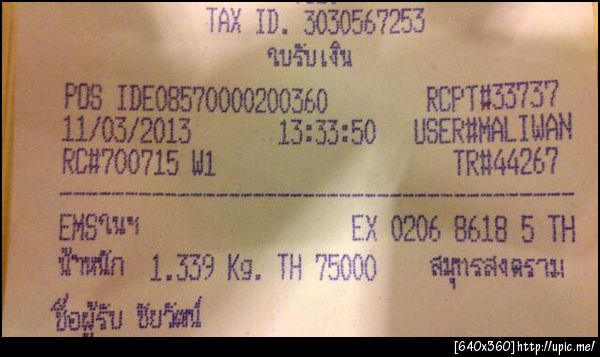 TAX ID. 3030567253
ใบรับเงิน
POS IDE08570000200360 RCPT#33737
11/03/2013 13:33:50 USER#MALIWAN
RC#700715 W1 TR#44267
EMSในฯ EX 0206 8618 5 TH
น้ำหนัก 1.339 Kg. TH 75000 สมุทรสงคราม
ชื่อผู้รับ ชัยวัฒน์
[640x360]http://upic.me/